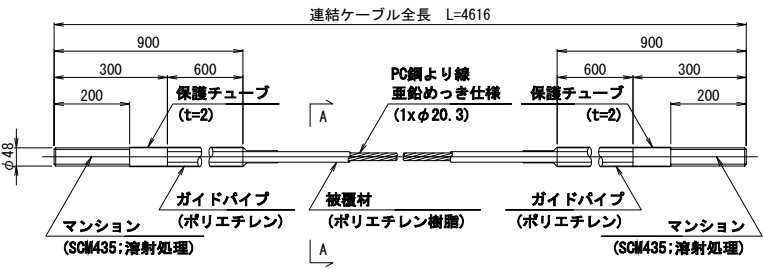 連結ケーブル全長 L=4616
900
900
300
600
PC鋼より線
600
300
200
保護チューブ
亜鉛めっき仕様
保護チューブ
200
(t=2)
A
(1xφ20.3)
(t=2)
φ48
ガイドパイプ
被覆材
ガイドパイプ
マンション
(ポリエチレン)
(ポリエチレン樹脂)
(ポリエチレン)
マンション
(SCM435;溶射処理)
A
(SCM435;溶射処理)